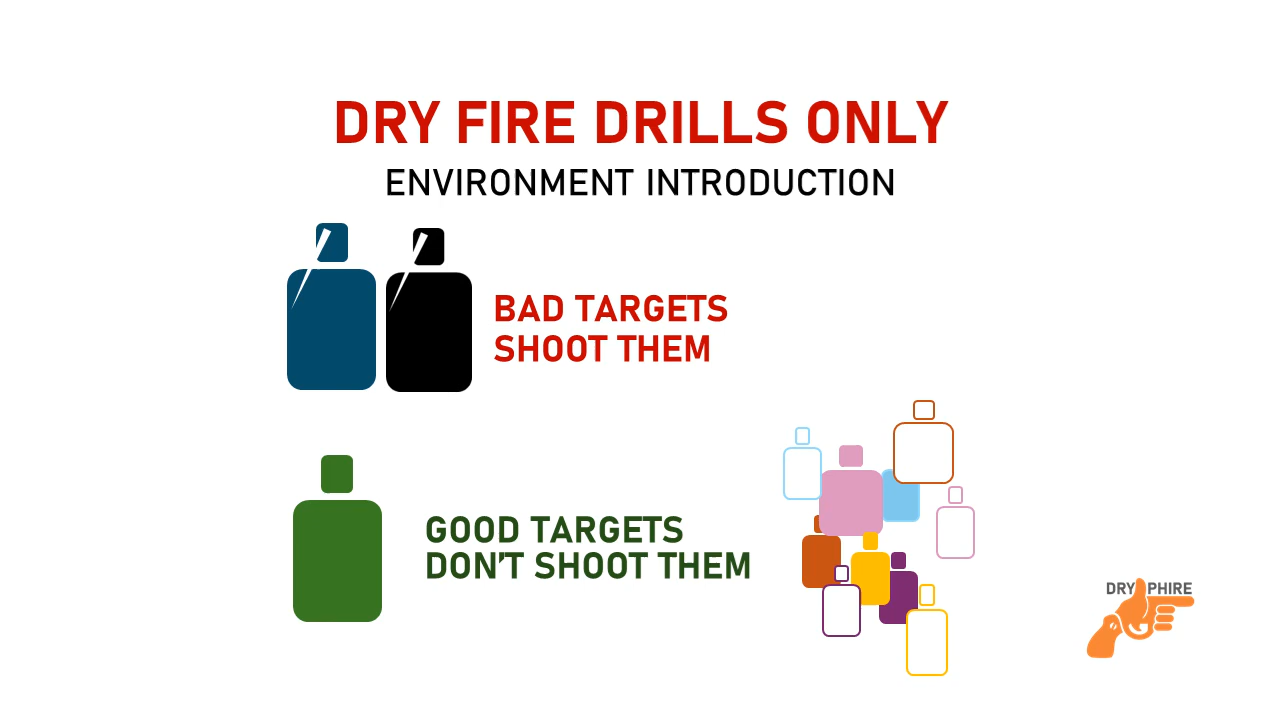 DRY FIRE DRILLS ONLY
ENVIRONMENT INTRODUCTION
BAD TARGETS
SHOOT THEM
GOOD TARGETS
DON'T SHOOT THEM
DRY PHIRE